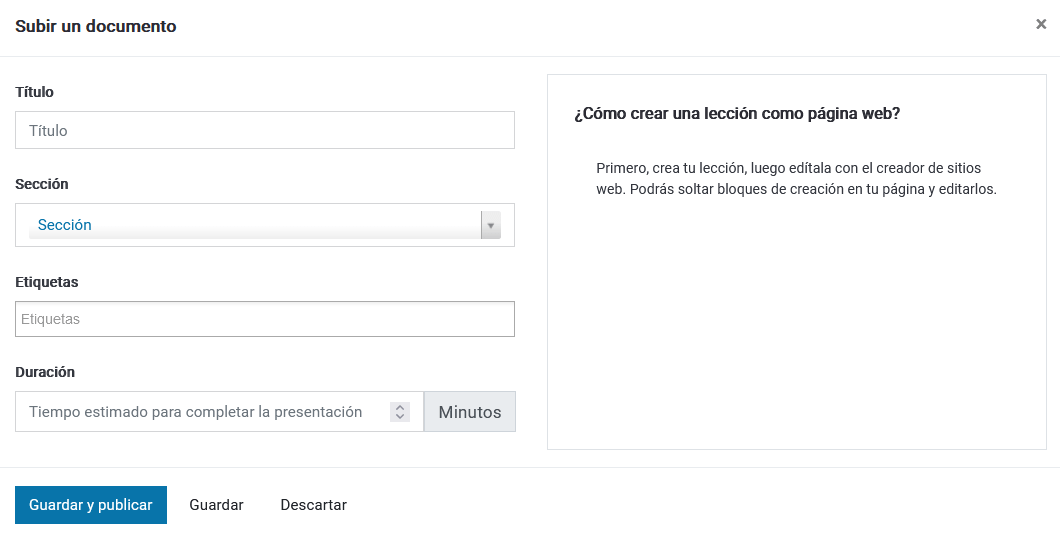 Subir un documento
×
Título
Título
Sección
Sección
Etiquetas
Etiquetas
Duración
Tiempo estimado para completar la presentación
Minutos
¿Cómo crear una lección como página web?
Primero, crea tu lección, luego edítala con el creador de sitios
web. Podrás soltar bloques de creación en tu página y editarlos.
Guardar y publicar
Guardar
Descartar